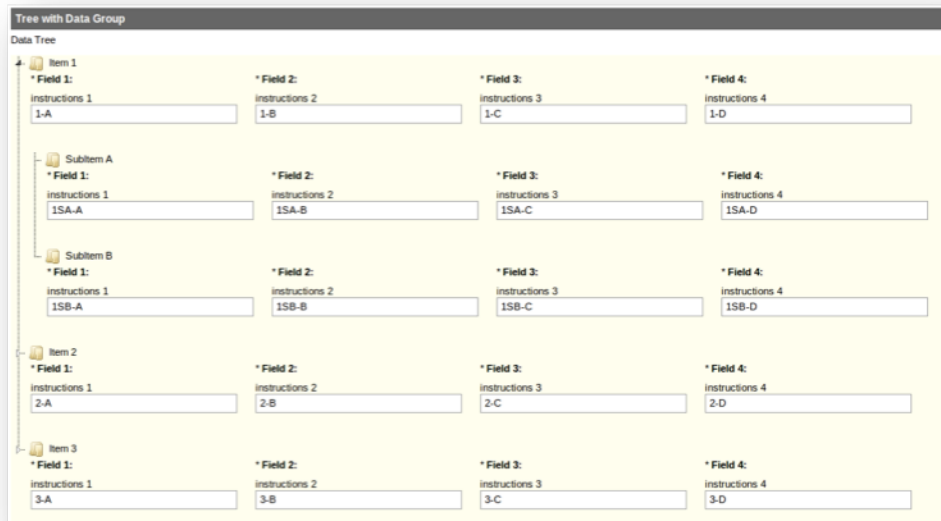 Tree with Data Group
Data Tree
Item 1
* Field 1: * Field 2: * Field 3: * Field 4:
instructions 1 instructions 2 instructions 3 instructions 4
1-A 1-B 1-C 1-D
SubItem A
* Field 1: * Field 2: * Field 3: * Field 4:
instructions 1 instructions 2 instructions 3 instructions 4
1SA-A 1SA-B 1SA-C 1SA-D
SubItem B
* Field 1: * Field 2: * Field 3: * Field 4:
instructions 1 instructions 2 instructions 3 instructions 4
1SB-A 1SB-B 1SB-C 1SB-D
Item 2
* Field 1: * Field 2: * Field 3: * Field 4:
instructions 1 instructions 2 instructions 3 instructions 4
2-A 2-B 2-C 2-D
Item 3
* Field 1: * Field 2: * Field 3: * Field 4:
instructions 1 instructions 2 instructions 3 instructions 4
3-A 3-B 3-C 3-D